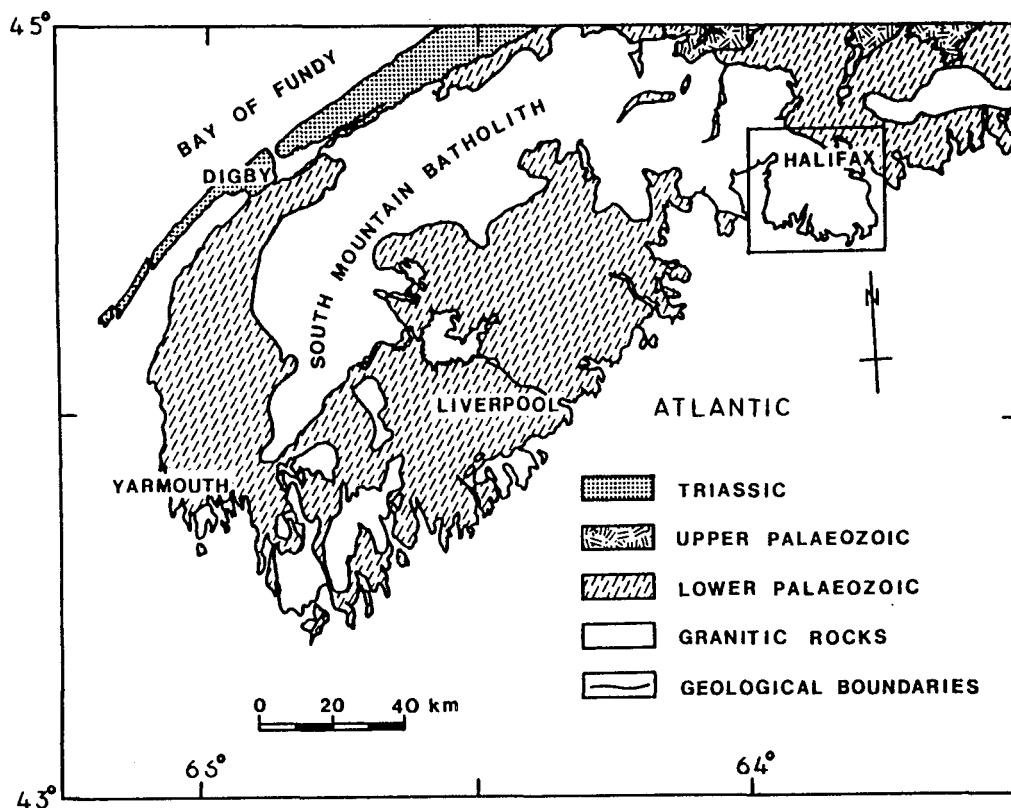 45°
BAY OF FUNDY
DIGBY
SOUTH MOUNTAIN BATHOLITH
HALIFAX
N
LIVERPOOL
ATLANTIC
YARMOUTH
TRIASSIC
UPPER PALAEOZOIC
LOWER PALAEOZOIC
GRANITIC ROCKS
GEOLOGICAL BOUNDARIES
0 20 40 km
65°
64°
43°